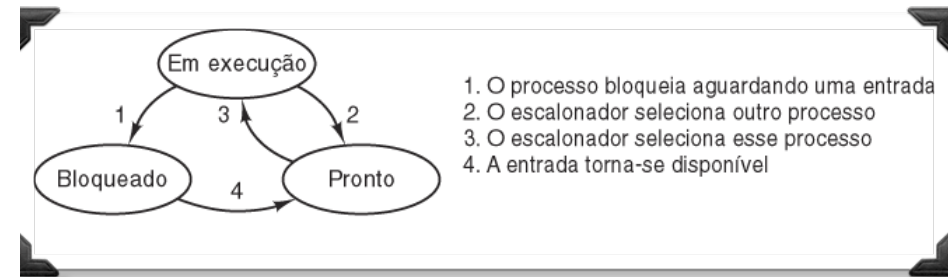 Em execução
1
3
2
Bloqueado
4
Pronto
1. O processo bloqueia aguardando uma entrada
2. O escalonador seleciona outro processo
3. O escalonador seleciona esse processo
4. A entrada torna-se disponível